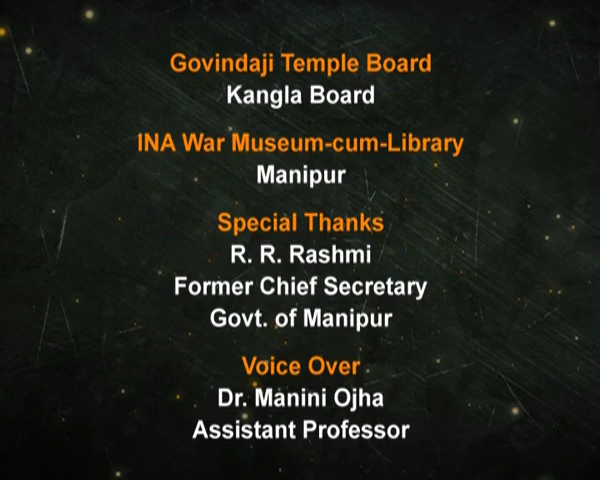 Govindaji Temple Board
Kangla Board
INA War Museum-cum-Library
Manipur
Special Thanks
R. R. Rashmi
Former Chief Secretary
Govt. of Manipur
Voice Over
Dr. Manini Ojha
Assistant Professor